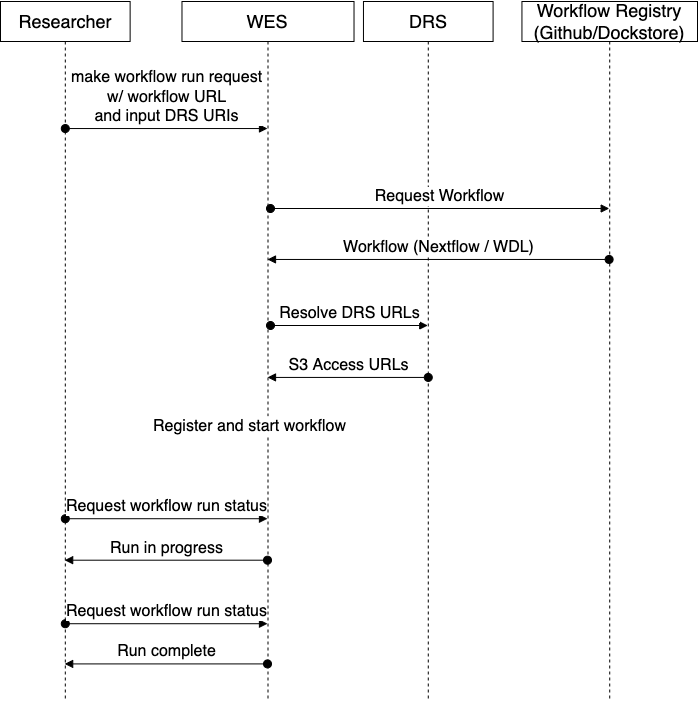 Researcher
WES
DRS
Workflow Registry
(Github/Dockstore)
make workflow run request
w/ workflow URL
and input DRS URIs
Request Workflow
Workflow (Nextflow / WDL)
Resolve DRS URLs
S3 Access URLs
Register and start workflow
Request workflow run status
Run in progress
Request workflow run status
Run complete